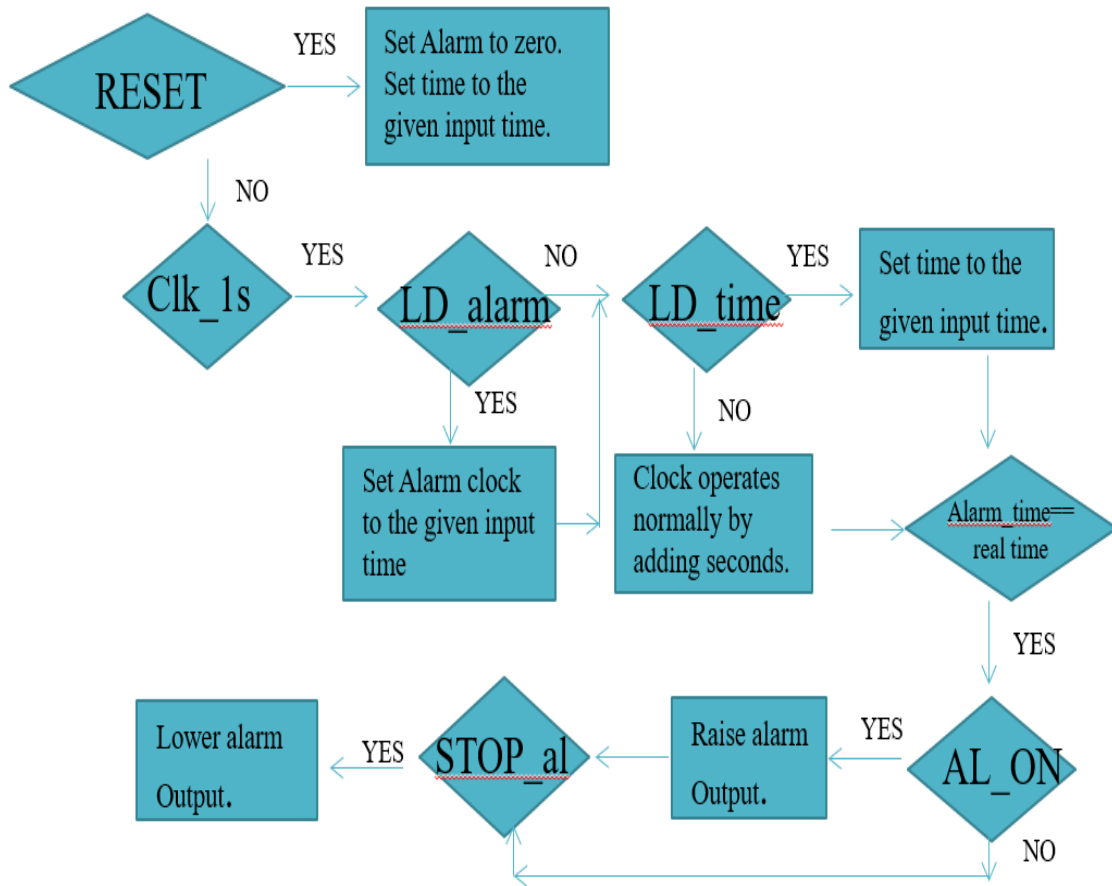 YES
Set Alarm to zero.
Set time to the
given input time.
RESET
NO
YES
NO
YES
Clk_1s
LD_alarm
LD_time
Set time to the
given input time.
YES
NO
Set Alarm clock
to the given input
time
Clock operates
normally by
adding seconds.
Alarm_time==
real time
YES
Lower alarm
Output.
YES
STOP_al
Raise alarm
Output.
YES
AL_ON
NO